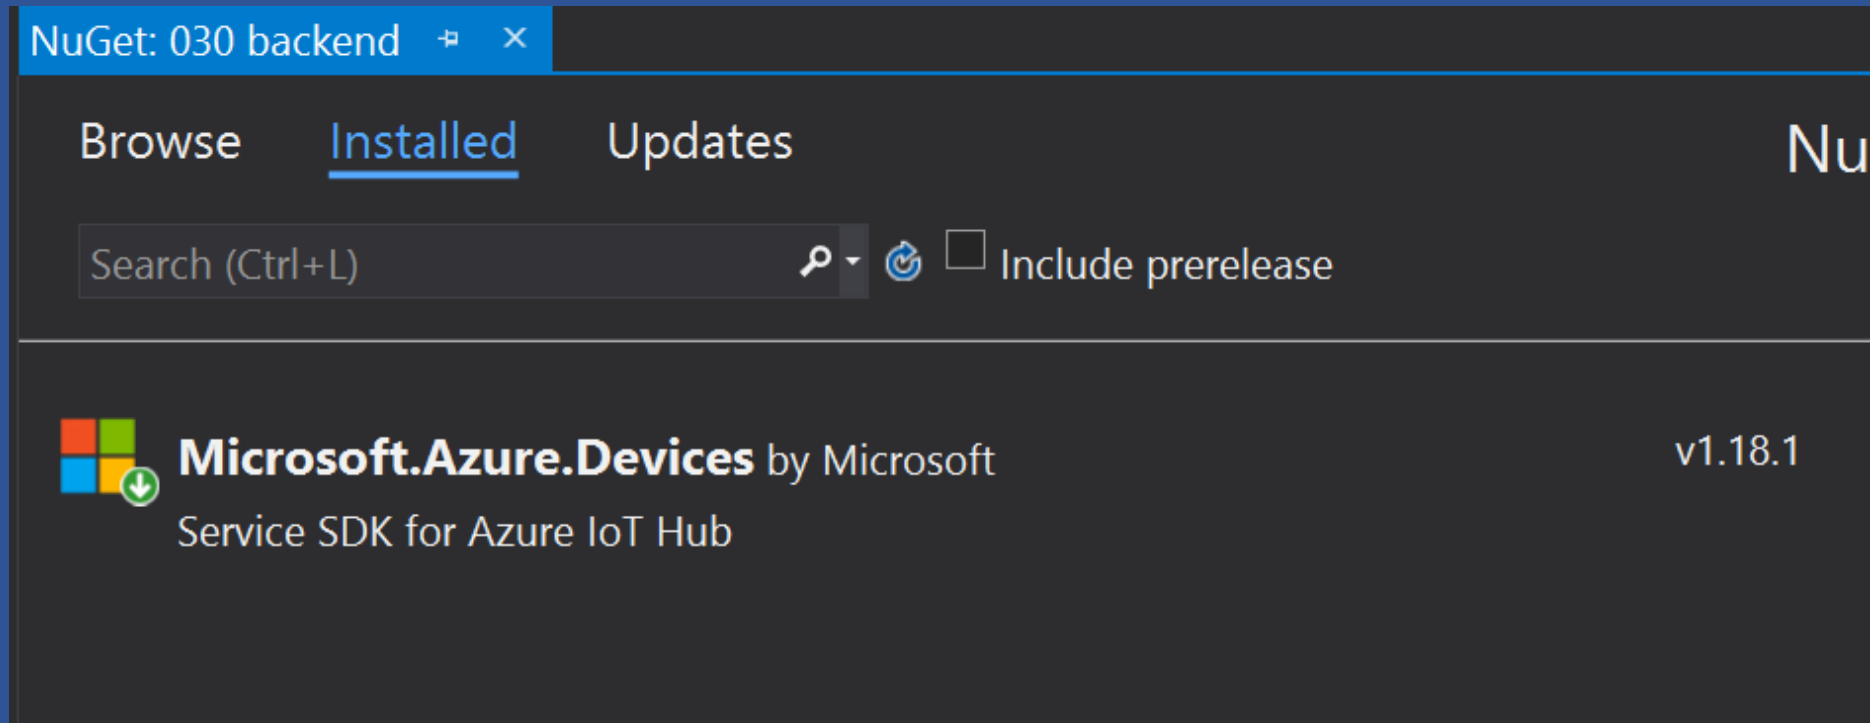 NuGet: 030 backend
Browse Installed Updates
Nu
Search (Ctrl+L)
Include prerelease
Microsoft.Azure.Devices by Microsoft
v1.18.1
Service SDK for Azure IoT Hub